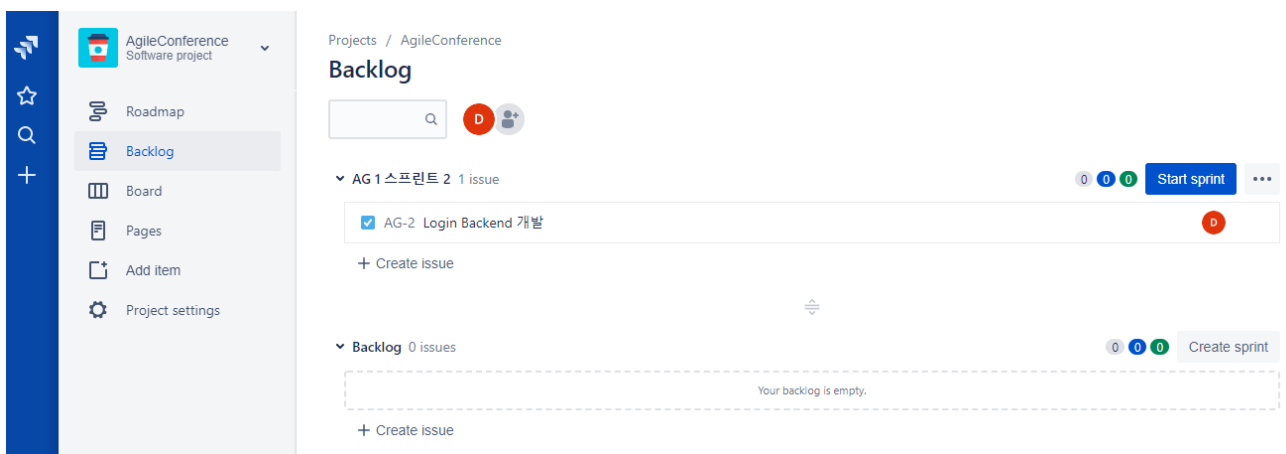 AgileConference
Software project
Roadmap
Backlog
Board
Pages
Add item
Project settings
Projects / AgileConference
Backlog
D
AG 1 스프린트 2 1 issue 0 0 0 Start sprint
AG-2 Login Backend 개발 D
+ Create issue
Backlog 0 issues 0 0 0 Create sprint
Your backlog is empty.
+ Create issue